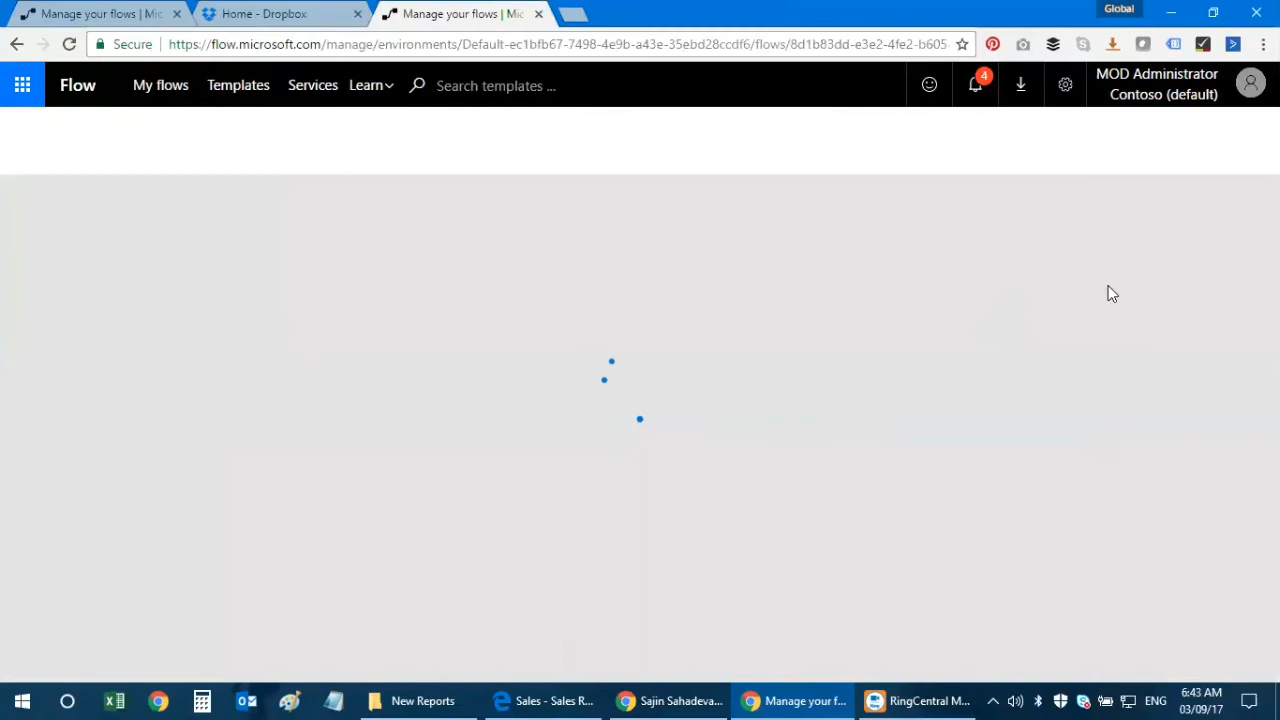 Global
Manage your flows | Mic
Home - Dropbox
Manage your flows | Mic
Secure
https://flow.microsoft.com/manage/environments/Default-ec1bfb67-7498-4e9b-a43e-35ebd28ccdf6/flows/8d1b83dd-e3e2-4fe2-b605-
Flow
My flows
Templates
Services
Learn
Search templates ...
4
MOD Administrator
Contoso (default)
New Reports
Sales - Sales R...
Sajin Sahadeva...
Manage your f...
RingCentral M...
ENG
6:43 AM
03/09/17